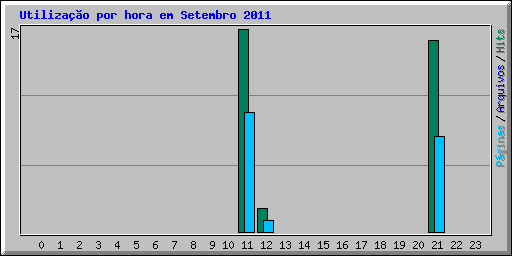 Utilização por hora em Setembro 2011
17
Páginas / Arquivos / Hits
0 1 2 3 4 5 6 7 8 9 10 11 12 13 14 15 16 17 18 19 20 21 22 23